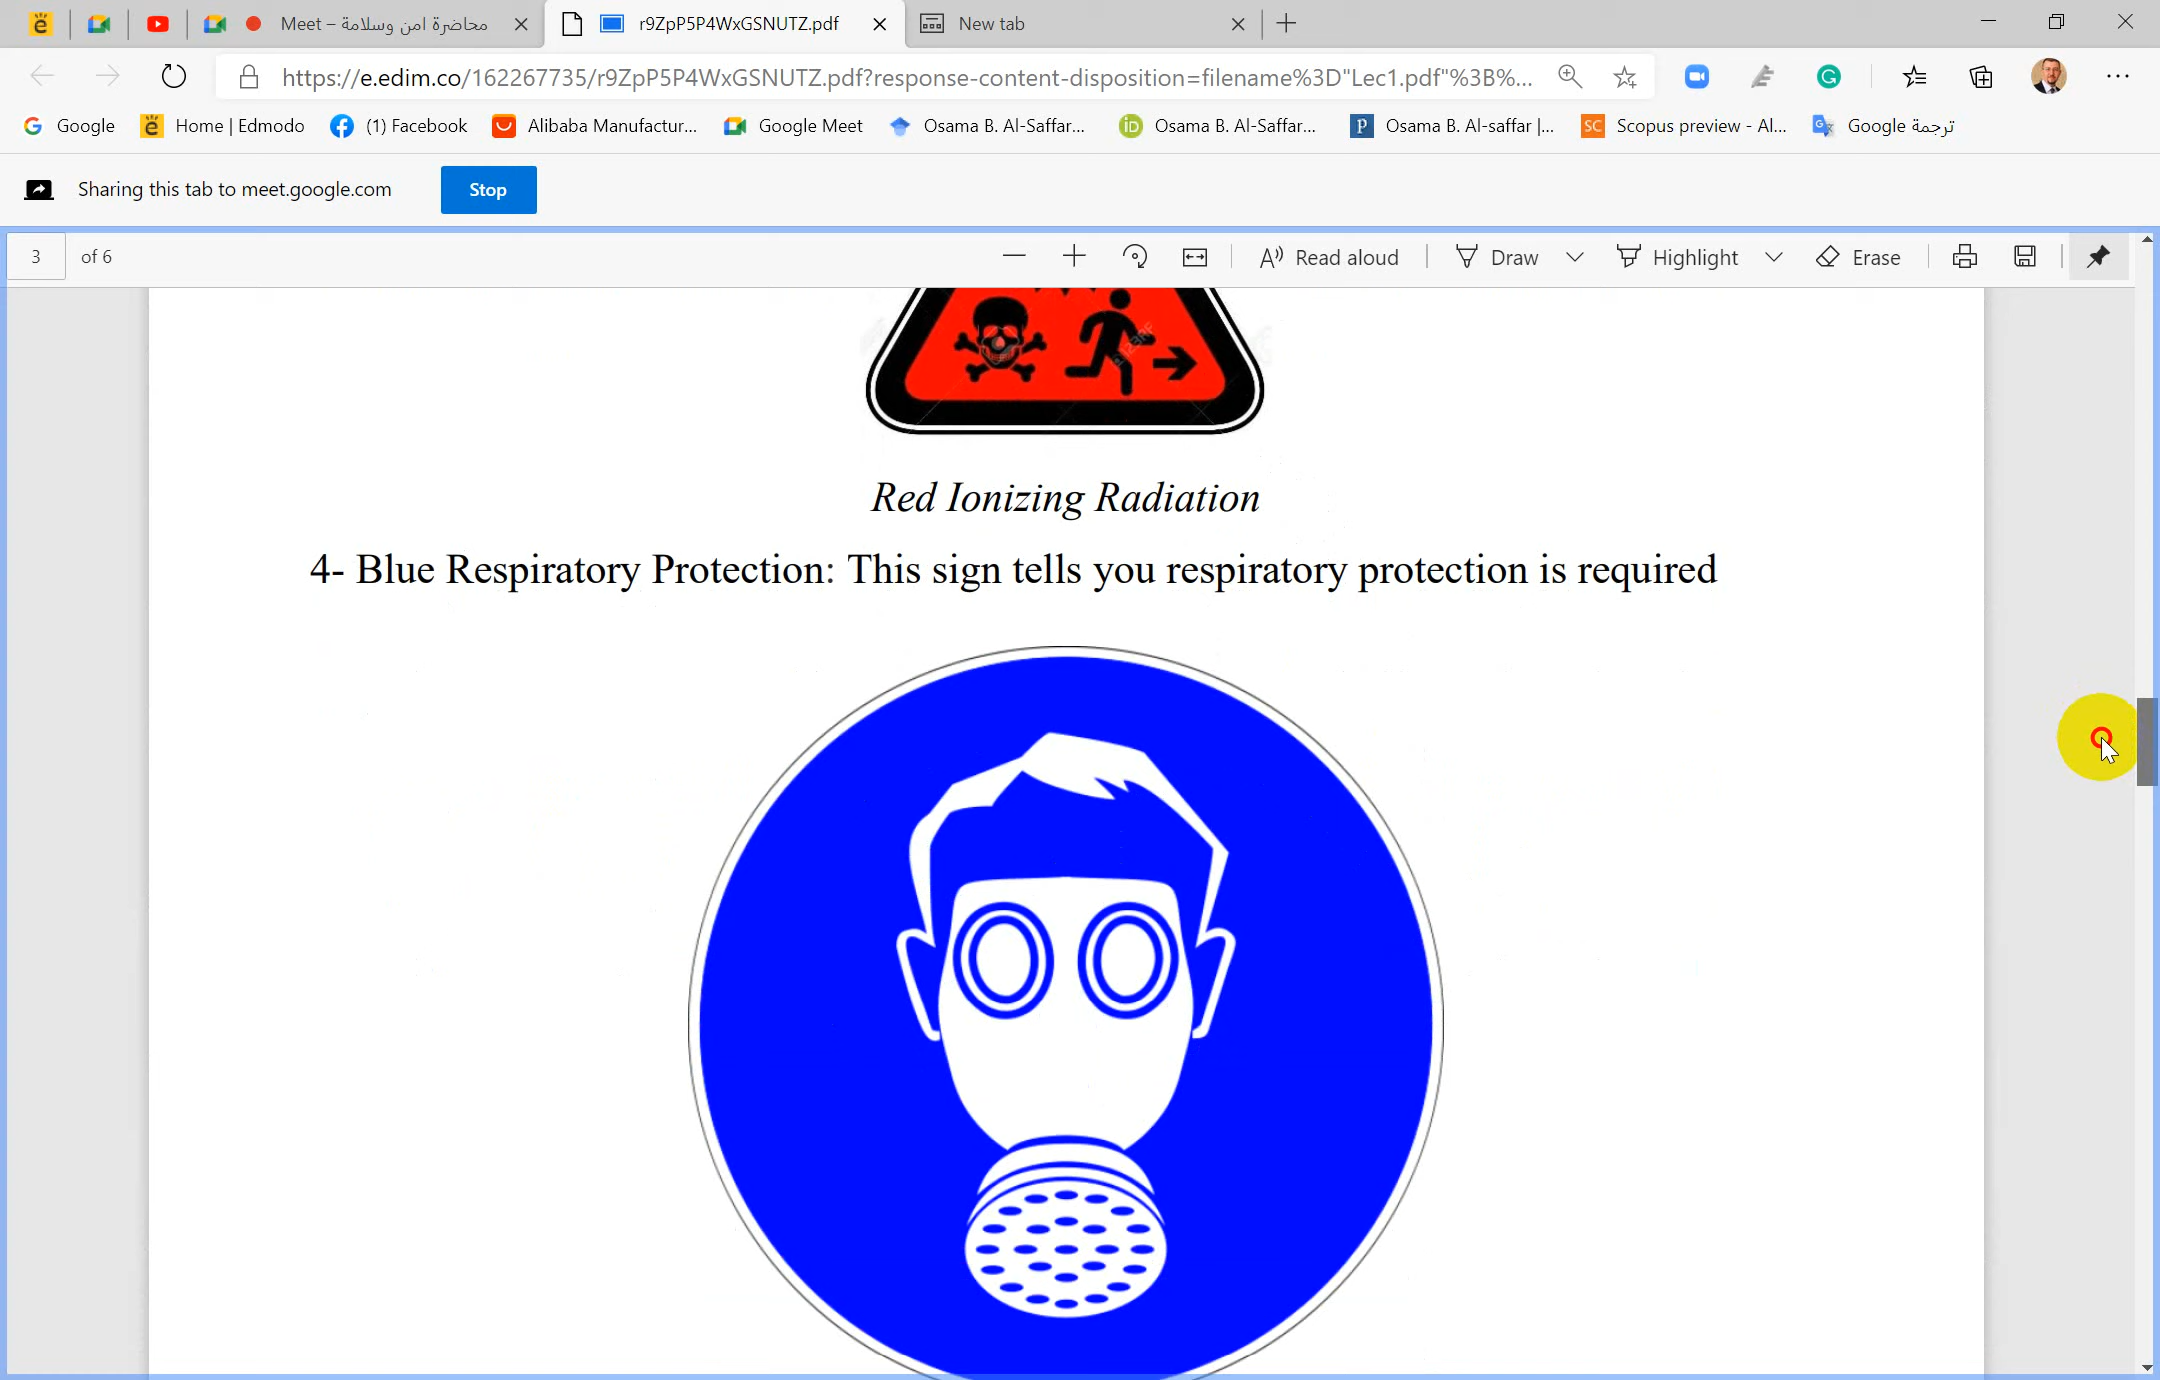 Meet – محاضرة امن وسلامة
r9ZpP5P4WxGSNUTZ.pdf
New tab
https://e.edim.co/162267735/r9ZpP5P4WxGSNUTZ.pdf?response-content-disposition=filename%3D"Lec1.pdf"%3B%...
Google
Home | Edmodo
(1) Facebook
Alibaba Manufactur...
Google Meet
Osama B. Al-Saffar...
Osama B. Al-Saffar...
Osama B. Al-saffar |...
Scopus preview - Al...
ترجمة Google
Sharing this tab to meet.google.com
Stop
3 of 6
Read aloud
Draw
Highlight
Erase
Red Ionizing Radiation
4- Blue Respiratory Protection: This sign tells you respiratory protection is required